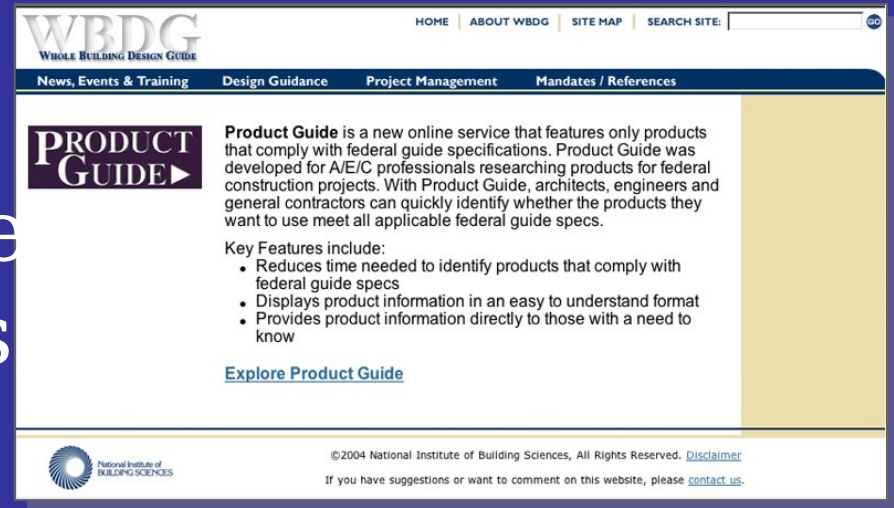 WBDG
WHOLE BUILDING DESIGN GUIDE
HOME ABOUT WBDG SITE MAP SEARCH SITE: GO
News, Events & Training Design Guidance Project Management Mandates / References
PRODUCT
GUIDE
Product Guide is a new online service that features only products
that comply with federal guide specifications. Product Guide was
developed for A/E/C professionals researching products for federal
construction projects. With Product Guide, architects, engineers and
general contractors can quickly identify whether the products they
want to use meet all applicable federal guide specs.
Key Features include:
• Reduces time needed to identify products that comply with
federal guide specs
• Displays product information in an easy to understand format
• Provides product information directly to those with a need to
know
Explore Product Guide
National Institute of
BUILDING SCIENCES
©2004 National Institute of Building Sciences, All Rights Reserved. Disclaimer
If you have suggestions or want to comment on this website, please contact us.